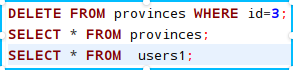 DELETE FROM provinces WHERE id=3;
SELECT * FROM provinces;
SELECT * FROM  users1;